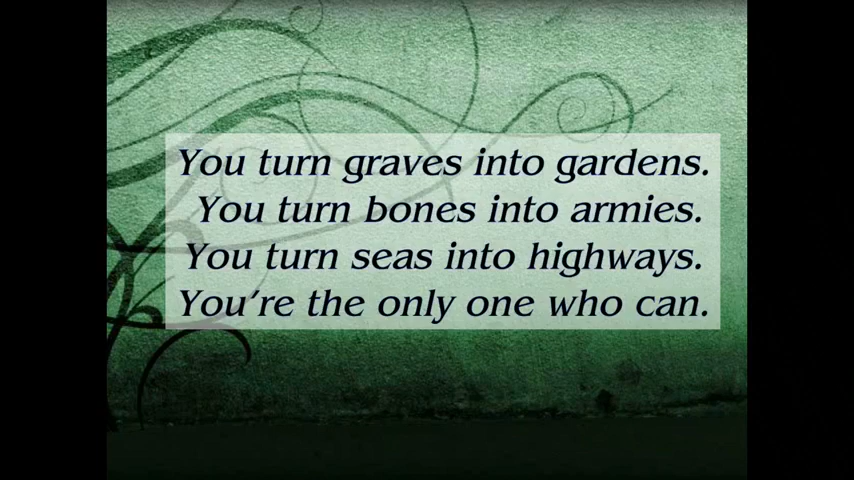 You turn graves into gardens.
You turn bones into armies.
You turn seas into highways.
You're the only one who can.